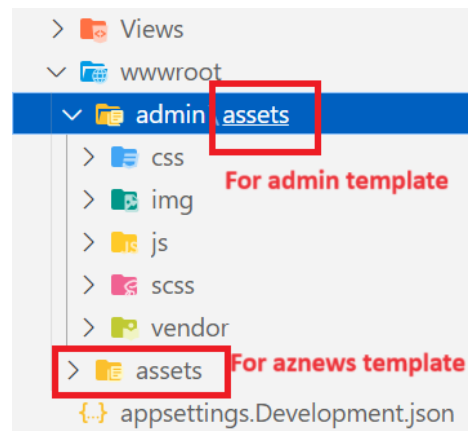 Views
wwwroot
admin \ assets
css
For admin template
img
JS js
scss
vendor
assets For aznews template
{..} appsettings.Development.json